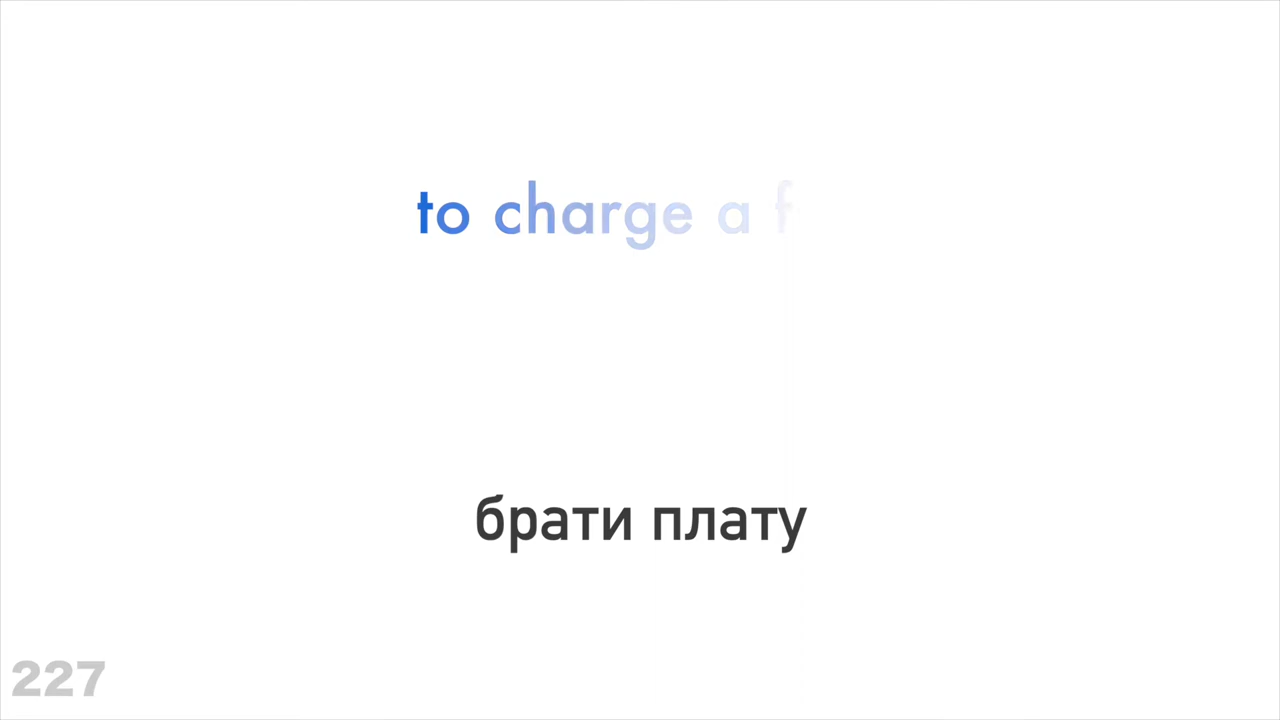 to charge a f
брати плату
227